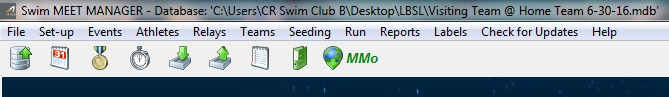 Swim MEET MANAGER - Database: 'C:\Users\CR Swim Club B\Desktop\LBSL\Visiting Team @ Home Team 6-30-16.mdb'
File Set-up Events Athletes Relays Teams Seeding Run Reports Labels Check for Updates Help
31 MMo